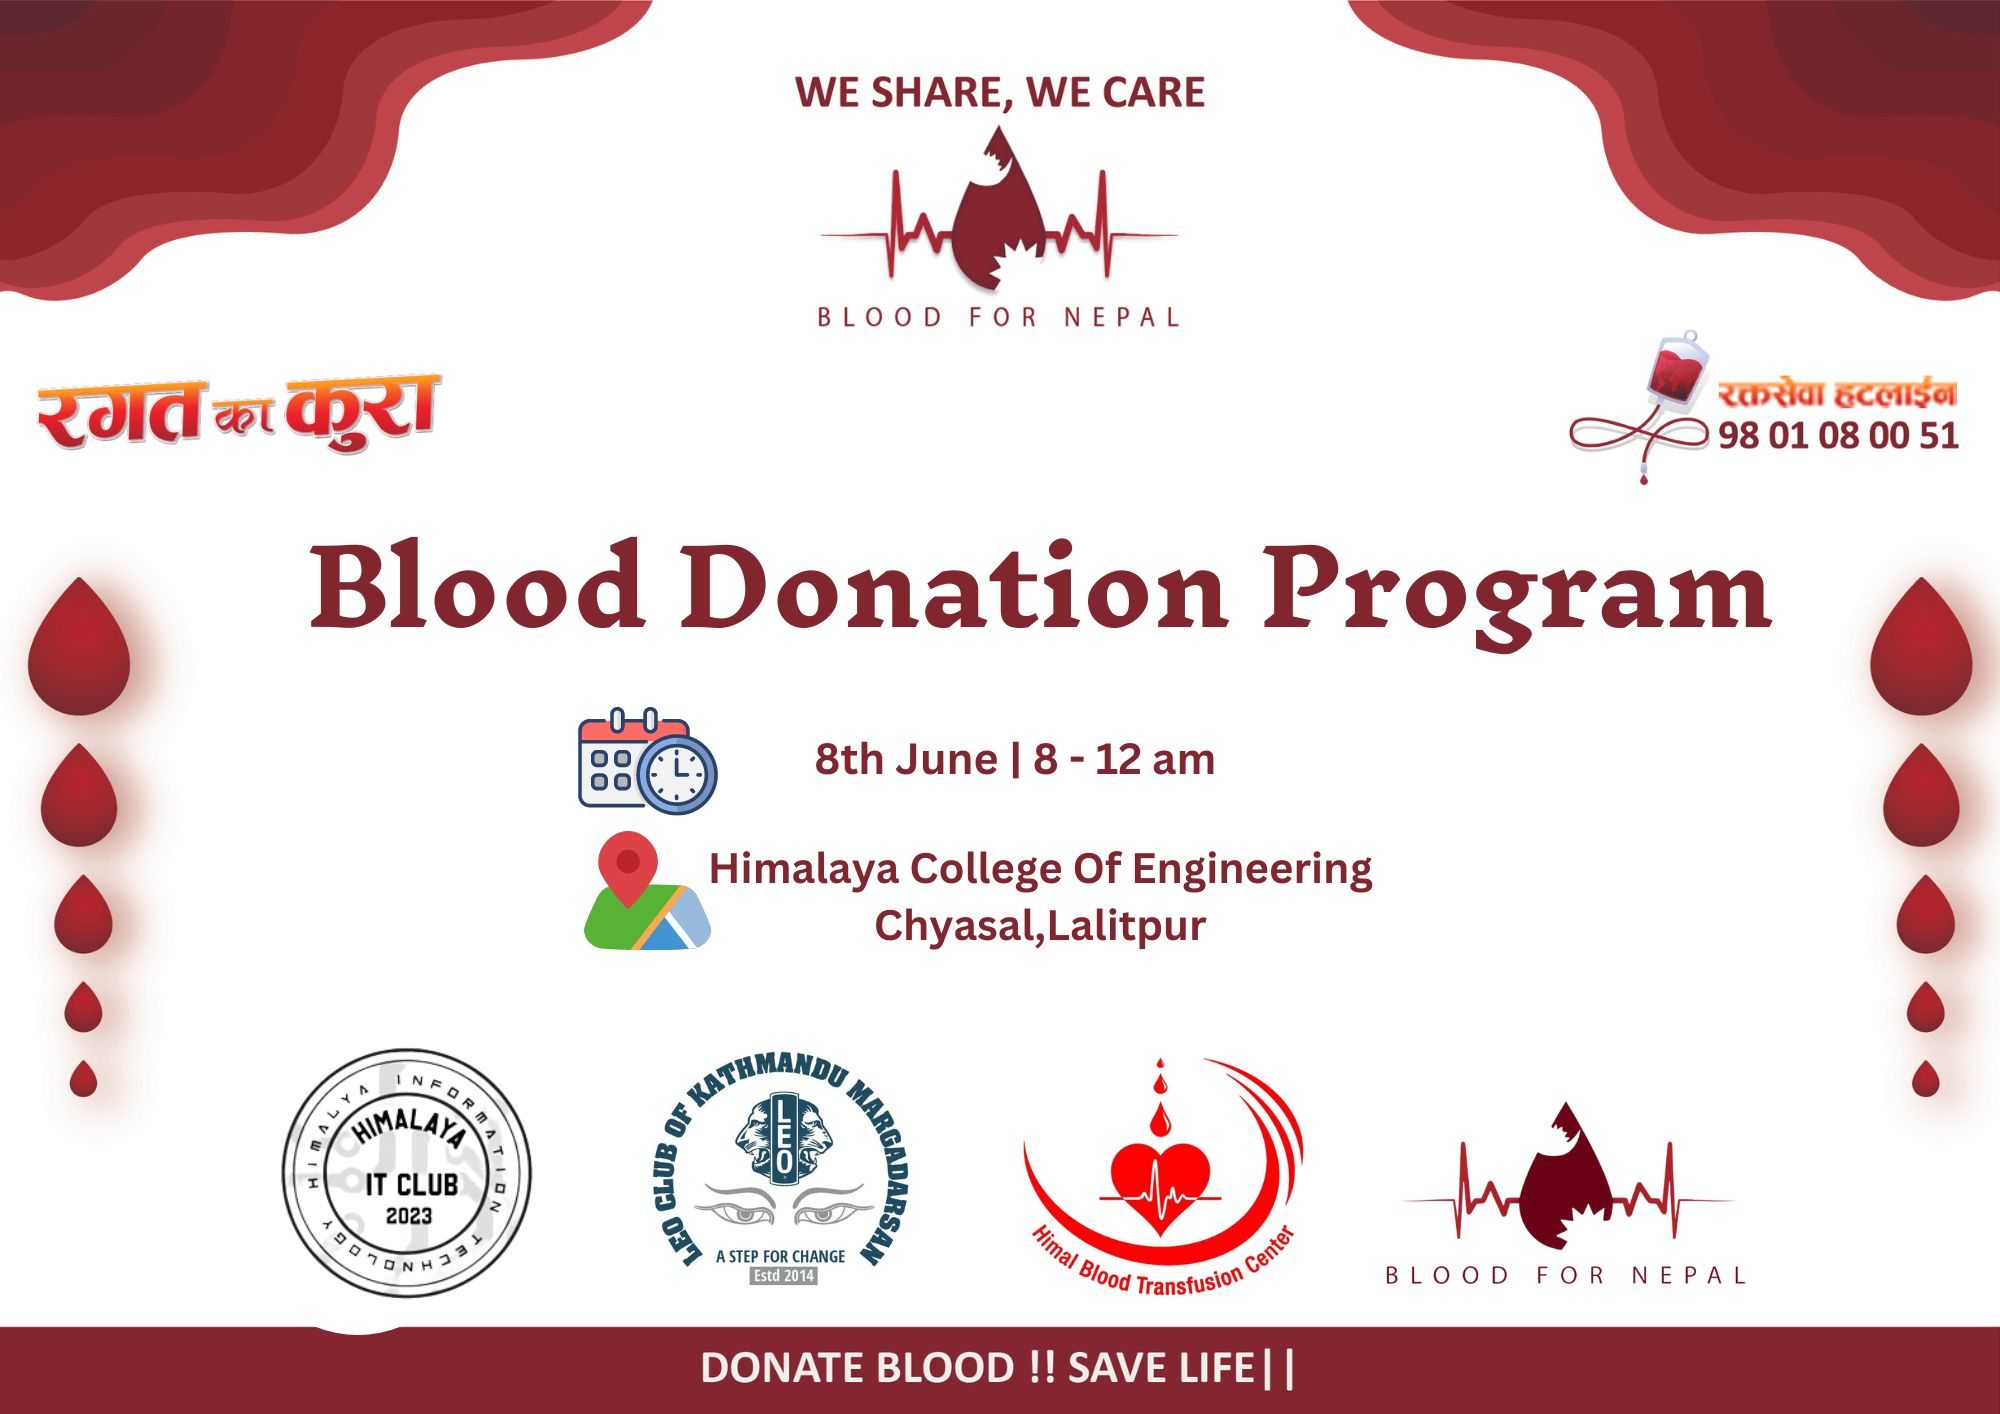 WE SHARE, WE CARE
BLOOD FOR NEPAL
रगत का कुरा
रक्तसेवा हटलाईन
98 01 08 00 51
Blood Donation Program
8th June | 8 - 12 am
Himalaya College Of Engineering
Chyasal,Lalitpur
HIMALAYA INFORMATION TECHNOLOGY
HIMALAYA
IT CLUB
2023
LEO CLUB OF KATHMANDU MARGADARSAN
LEO
A STEP FOR CHANGE
Estd 2014
Himal Blood Transfusion Center
BLOOD FOR NEPAL
DONATE BLOOD !! SAVE LIFE||